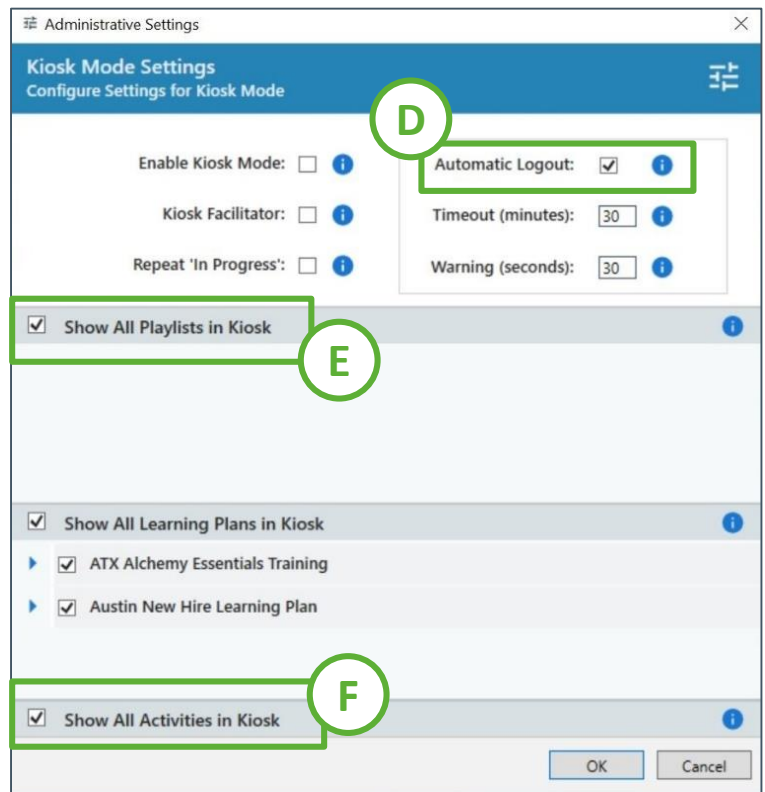 Administrative Settings
Kiosk Mode Settings
Configure Settings for Kiosk Mode
D
Enable Kiosk Mode:
Automatic Logout:
Kiosk Facilitator:
Timeout (minutes): 30
Repeat 'In Progress':
Warning (seconds): 30
Show All Playlists in Kiosk
E
Show All Learning Plans in Kiosk
ATX Alchemy Essentials Training
Austin New Hire Learning Plan
F
Show All Activities in Kiosk
OK Cancel